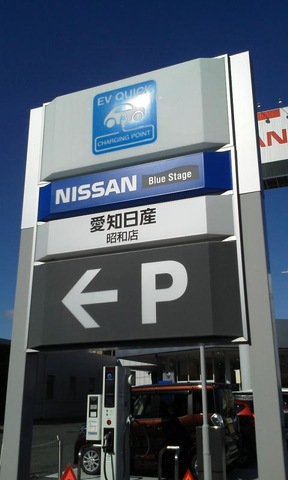 EV QUICK
CHARGING POINT
NISSAN Blue Stage
愛知日産
昭和店
P